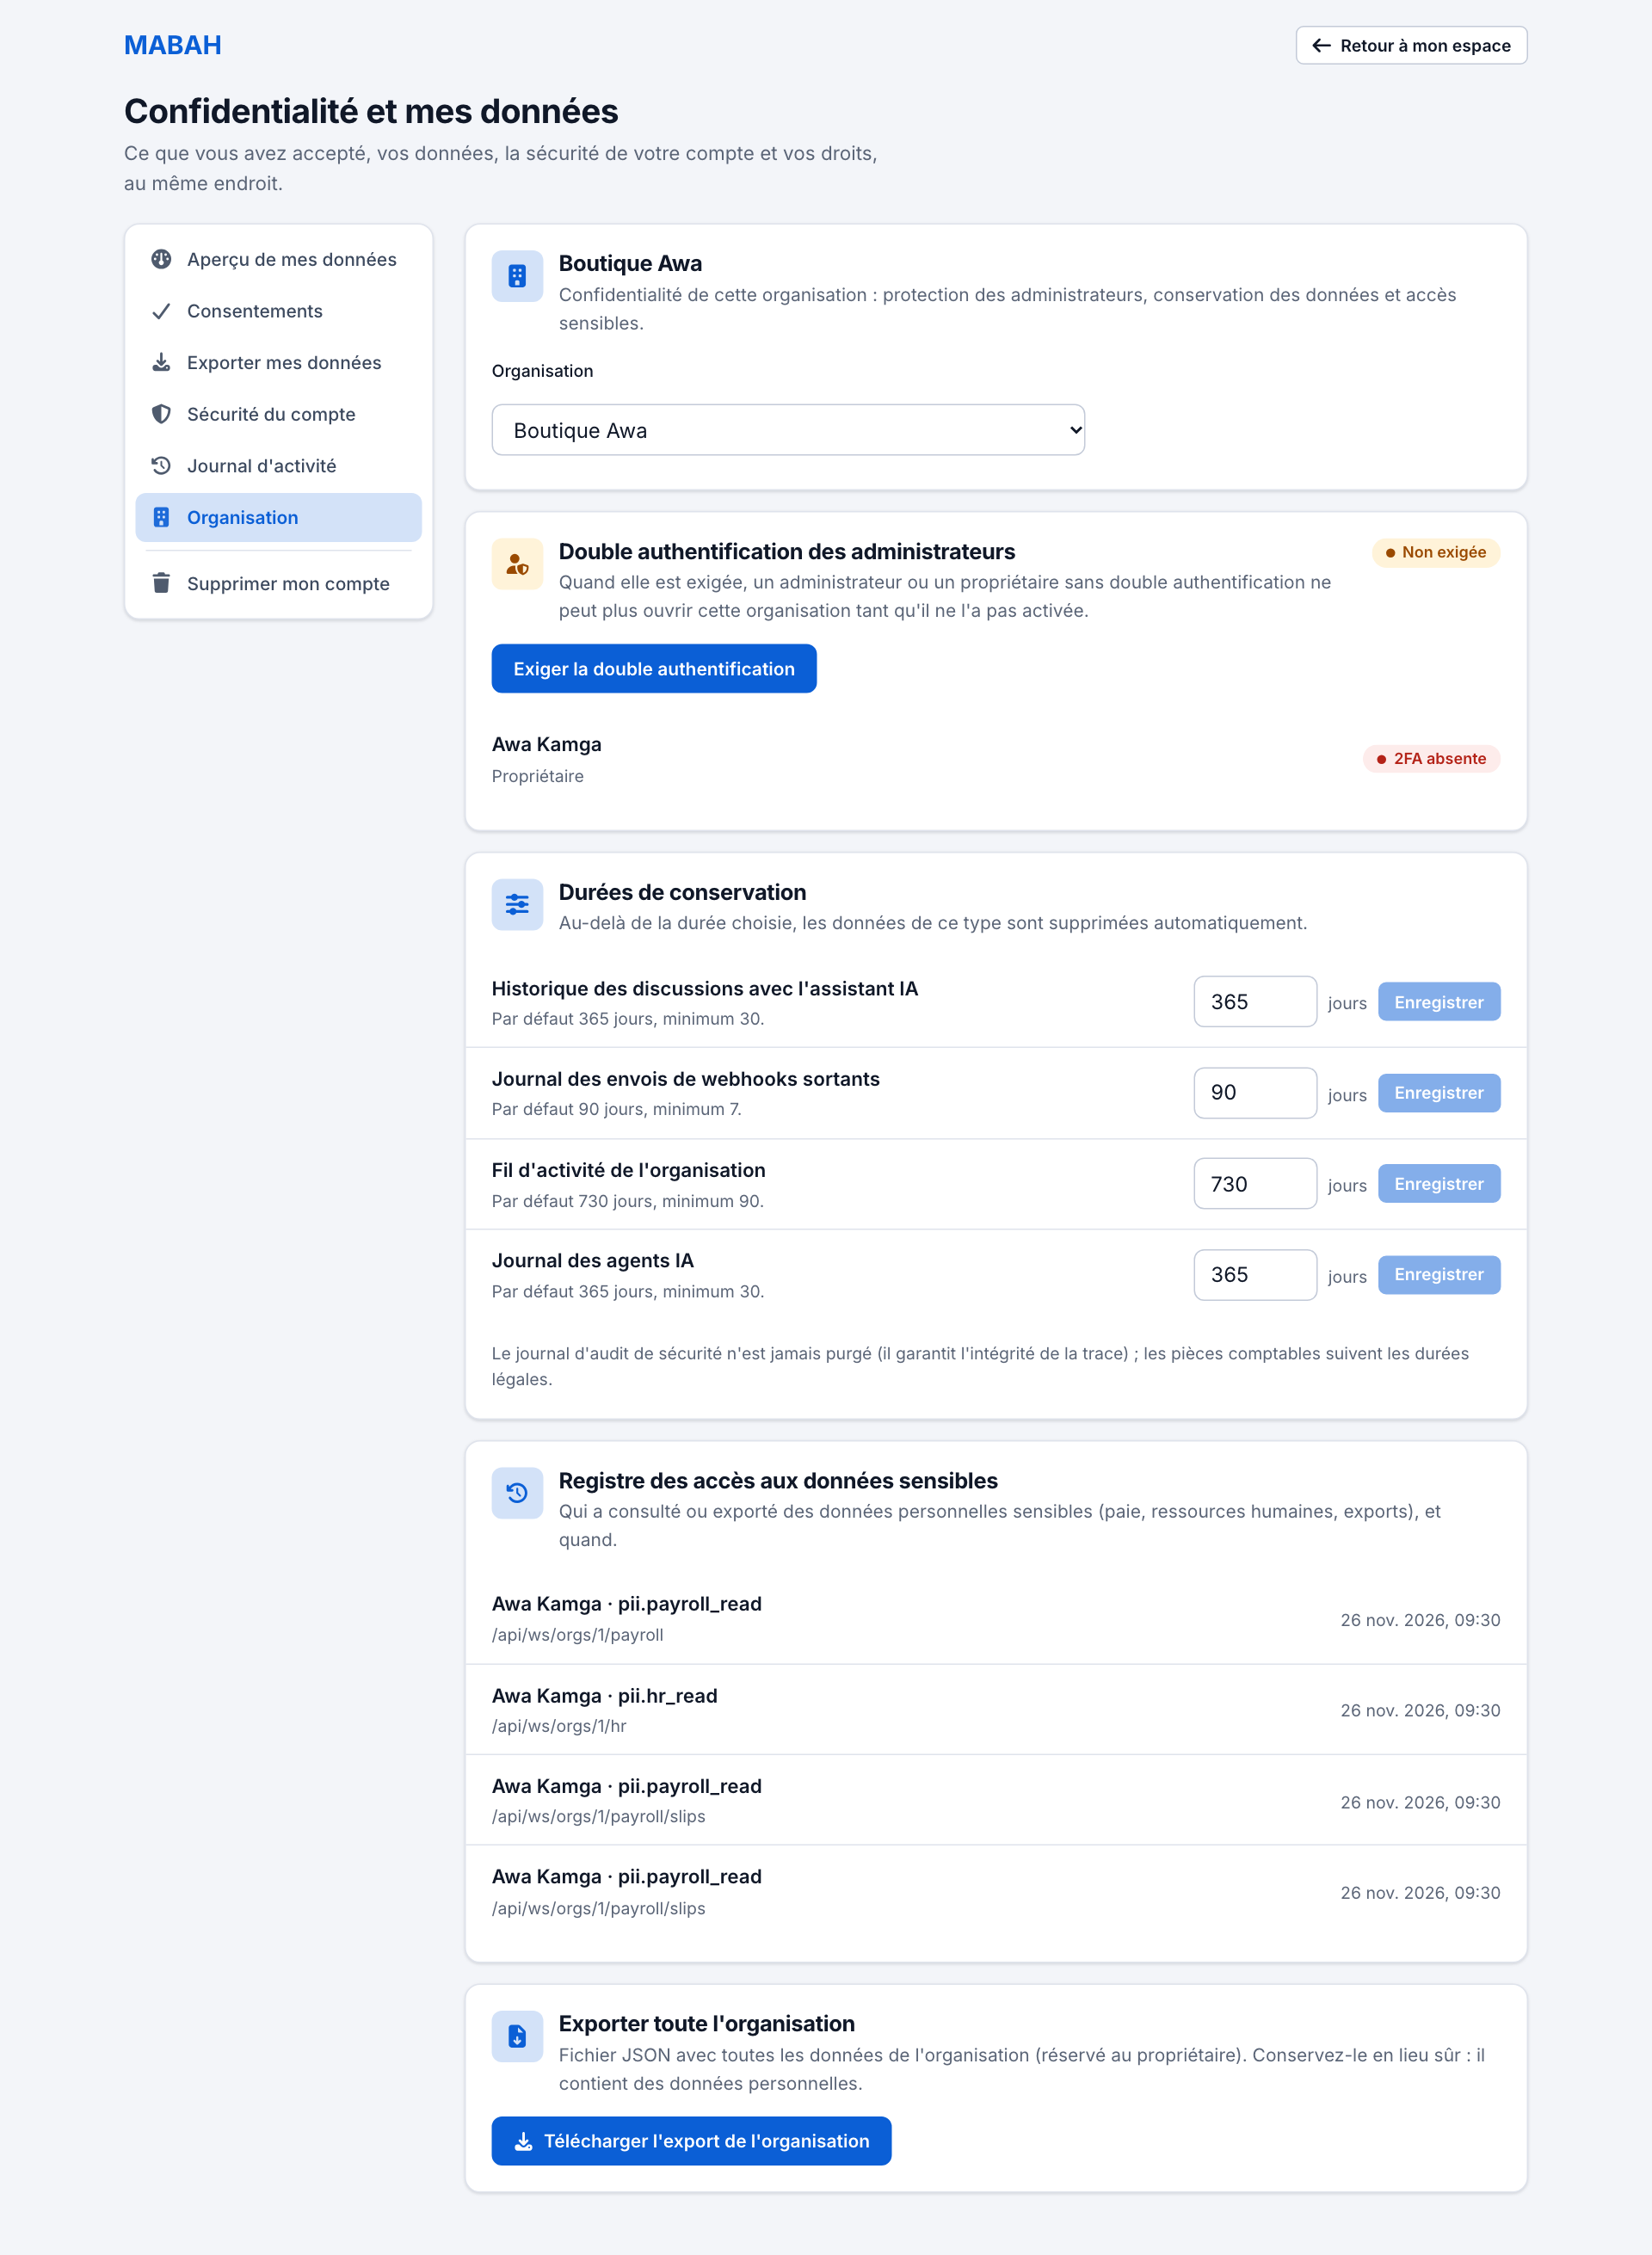 MABAH
Retour à mon espace
Confidentialité et mes données
Ce que vous avez accepté, vos données, la sécurité de votre compte et vos droits,
au même endroit.
Aperçu de mes données
Consentements
Exporter mes données
Sécurité du compte
Journal d'activité
Organisation
Supprimer mon compte
Boutique Awa
Confidentialité de cette organisation : protection des administrateurs, conservation des données et accès
sensibles.
Organisation
Boutique Awa
Double authentification des administrateurs
Non exigée
Quand elle est exigée, un administrateur ou un propriétaire sans double authentification ne
peut plus ouvrir cette organisation tant qu'il ne l'a pas activée.
Exiger la double authentification
Awa Kamga
Propriétaire
2FA absente
Durées de conservation
Au-delà de la durée choisie, les données de ce type sont supprimées automatiquement.
Historique des discussions avec l'assistant IA
Par défaut 365 jours, minimum 30.
365 jours Enregistrer
Journal des envois de webhooks sortants
Par défaut 90 jours, minimum 7.
90 jours Enregistrer
Fil d'activité de l'organisation
Par défaut 730 jours, minimum 90.
730 jours Enregistrer
Journal des agents IA
Par défaut 365 jours, minimum 30.
365 jours Enregistrer
Le journal d'audit de sécurité n'est jamais purgé (il garantit l'intégrité de la trace) ; les pièces comptables suivent les durées
légales.
Registre des accès aux données sensibles
Qui a consulté ou exporté des données personnelles sensibles (paie, ressources humaines, exports), et
quand.
Awa Kamga · pii.payroll_read
/api/ws/orgs/1/payroll
26 nov. 2026, 09:30
Awa Kamga · pii.hr_read
/api/ws/orgs/1/hr
26 nov. 2026, 09:30
Awa Kamga · pii.payroll_read
/api/ws/orgs/1/payroll/slips
26 nov. 2026, 09:30
Awa Kamga · pii.payroll_read
/api/ws/orgs/1/payroll/slips
26 nov. 2026, 09:30
Exporter toute l'organisation
Fichier JSON avec toutes les données de l'organisation (réservé au propriétaire). Conservez-le en lieu sûr : il
contient des données personnelles.
Télécharger l'export de l'organisation